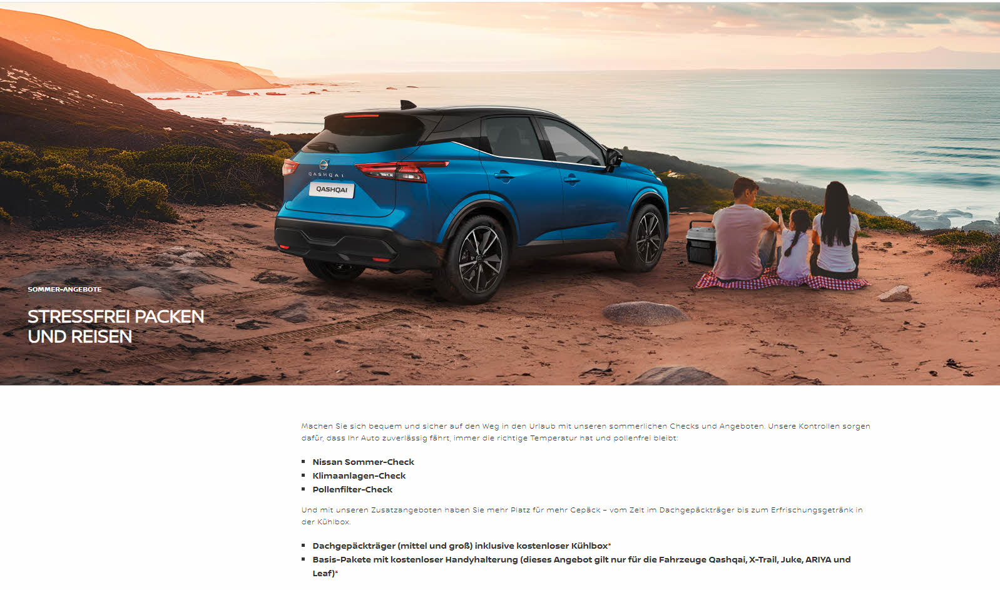 QASHQAI
QASHQAI
SOMMER-ANGEBOTE
STRESSFREI PACKEN
UND REISEN
Machen Sie sich bequem und sicher auf den Weg in den Urlaub mit unseren sommerlichen Checks und Angeboten. Unsere Kontrollen sorgen
dafür, dass Ihr Auto zuverlässig fährt, immer die richtige Temperatur hat und pollenfrei bleibt:
▪ Nissan Sommer-Check
▪ Klimaanlagen-Check
▪ Pollenfilter-Check
Und mit unseren Zusatzangeboten haben Sie mehr Platz für mehr Gepäck – vom Zelt im Dachgepäckträger bis zum Erfrischungsgetränk in
der Kühlbox.
▪ Dachgepäckträger (mittel und groß) inklusive kostenloser Kühlbox*
▪ Basis-Pakete mit kostenloser Handyhalterung (dieses Angebot gilt nur für die Fahrzeuge Qashqai, X-Trail, Juke, ARIYA und
Leaf)*